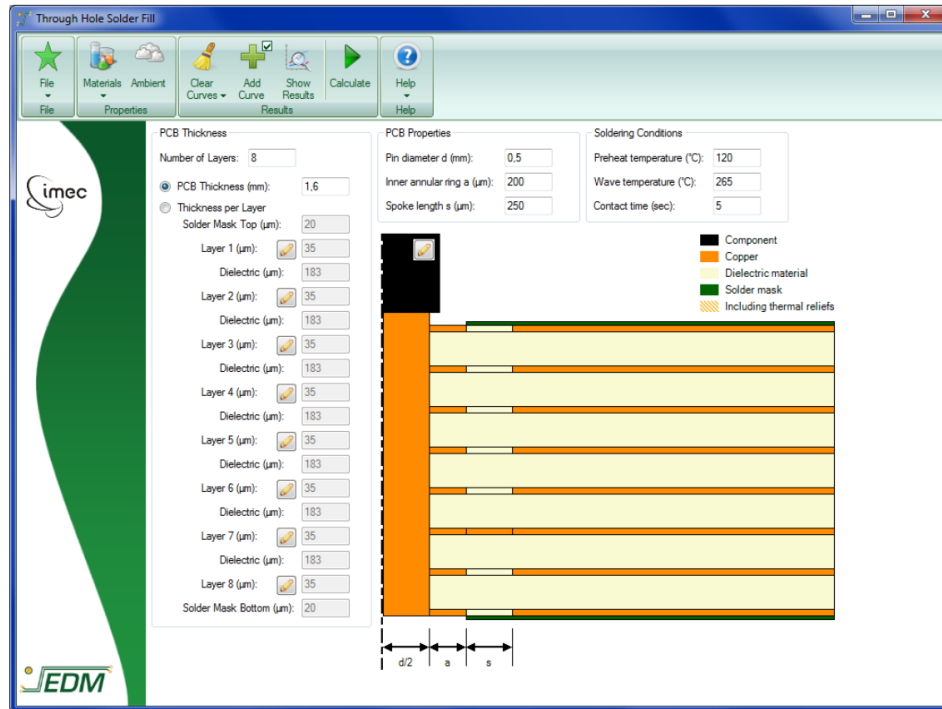 Through Hole Solder Fill
File
Materials
Ambient
Clear Curves
Add Curve
Show Results
Calculate
Help
File
Properties
Results
Help
imec
PCB Thickness
Number of Layers: 8
PCB Thickness (mm): 1,6
Thickness per Layer
Solder Mask Top (µm): 20
Layer 1 (µm): 35
Dielectric (µm): 183
Layer 2 (µm): 35
Dielectric (µm): 183
Layer 3 (µm): 35
Dielectric (µm): 183
Layer 4 (µm): 35
Dielectric (µm): 183
Layer 5 (µm): 35
Dielectric (µm): 183
Layer 6 (µm): 35
Dielectric (µm): 183
Layer 7 (µm): 35
Dielectric (µm): 183
Layer 8 (µm): 35
Solder Mask Bottom (µm): 20
PCB Properties
Pin diameter d (mm): 0,5
Inner annular ring a (µm): 200
Spoke length s (µm): 250
Soldering Conditions
Preheat temperature (°C): 120
Wave temperature (°C): 265
Contact time (sec): 5
Component
Copper
Dielectric material
Solder mask
Including thermal reliefs
d/2
a
s
EDM